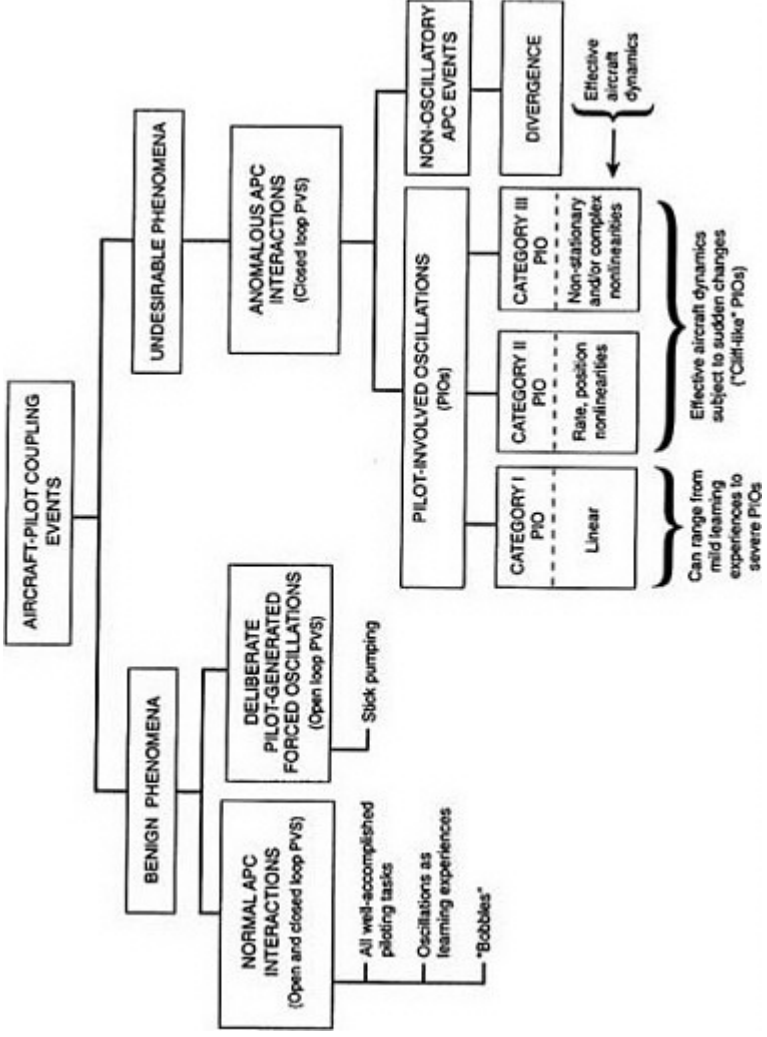 AIRCRAFT-PILOT COUPLING
EVENTS
BENIGN PHENOMENA
UNDESIRABLE PHENOMENA
NORMAL APC
INTERACTIONS
(Open and closed loop PVS)
DELIBERATE
PILOT-GENERATED
FORCED OSCILLATIONS
(Open loop PVS)
ANOMALOUS APC
INTERACTIONS
(Closed loop PVS)
All well-accomplished
piloting tasks
Oscillations as
learning experiences
"Bobbles"
Stick pumping
PILOT-INVOLVED OSCILLATIONS
(PIOs)
NON-OSCILLATORY
APC EVENTS
CATEGORY I
PIO
Linear
CATEGORY II
PIO
Rate, position
nonlinearities
CATEGORY III
PIO
Non-stationary
and/or complex
nonlinearities
DIVERGENCE
Effective
aircraft
dynamics
Can range from
mild learning
experiences to
severe PIOs
Effective aircraft dynamics
subject to sudden changes
("Cliff-like" PIOs)